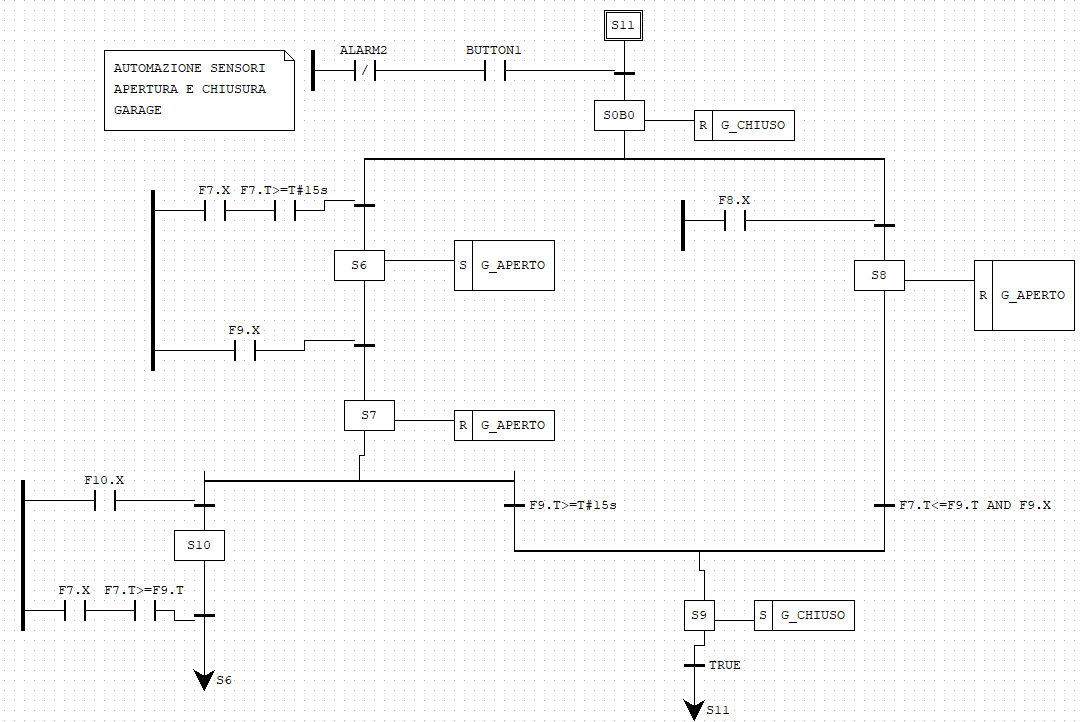 S11
ALARM2 BUTTON1
AUTOMAZIONE SENSORI
APERTURA E CHIUSURA
GARAGE
/
S0B0
R G_CHIUSO
F7.X F7.T>=T#15s
F8.X
S6
S G_APERTO
S8
R G_APERTO
F9.X
S7
R G_APERTO
F10.X
F9.T>=T#15s
F7.T<=F9.T AND F9.X
S10
F7.X F7.T>=F9.T
S9
S G_CHIUSO
TRUE
S6
S11